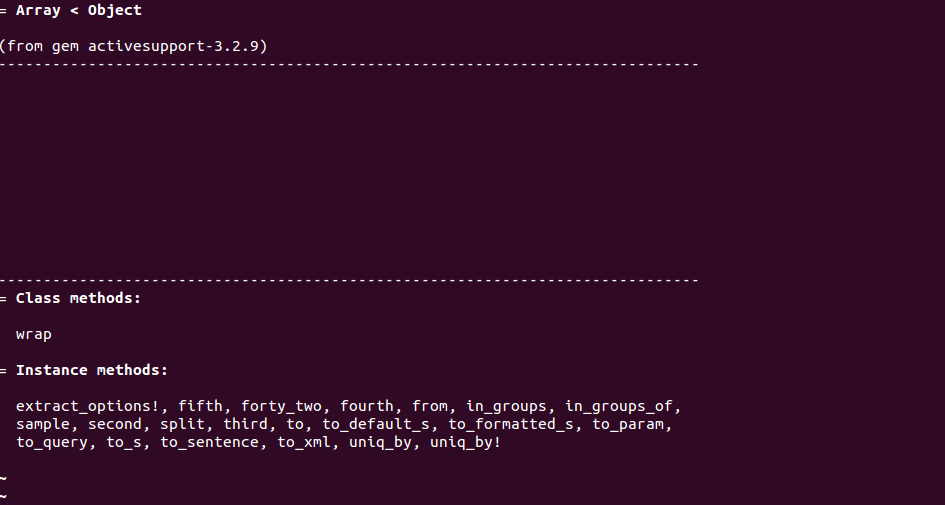 = Array < Object
(from gem activesupport-3.2.9)
------------------------------------------------------------------------------
------------------------------------------------------------------------------
= Class methods:
wrap
= Instance methods:
extract_options!, fifth, forty_two, fourth, from, in_groups, in_groups_of,
sample, second, split, third, to, to_default_s, to_formatted_s, to_param,
to_query, to_s, to_sentence, to_xml, uniq_by, uniq_by!
~
~